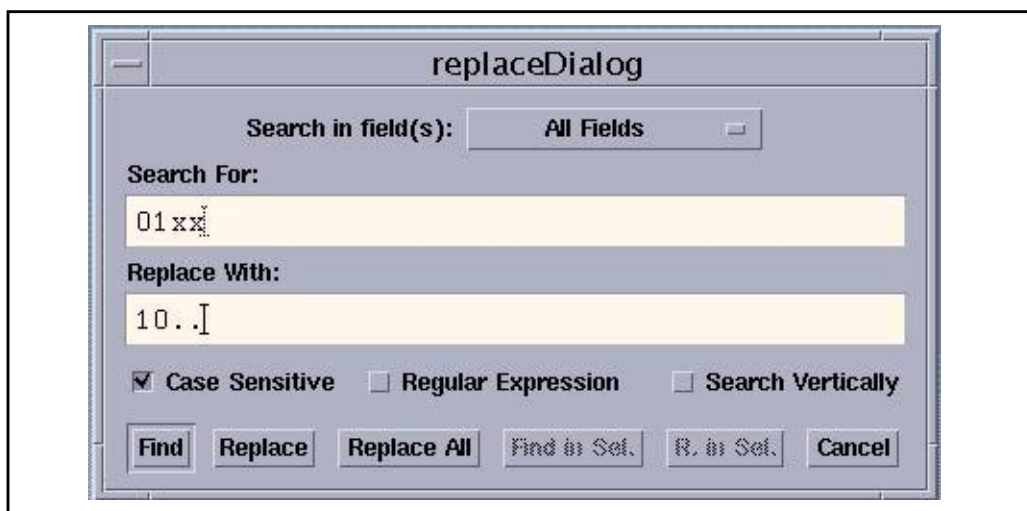 replaceDialog
Search in field(s): All Fields
Search For:
01xx
Replace With:
10..
Case Sensitive Regular Expression Search Vertically
Find Replace Replace All Find in Sel. R. in Sel. Cancel